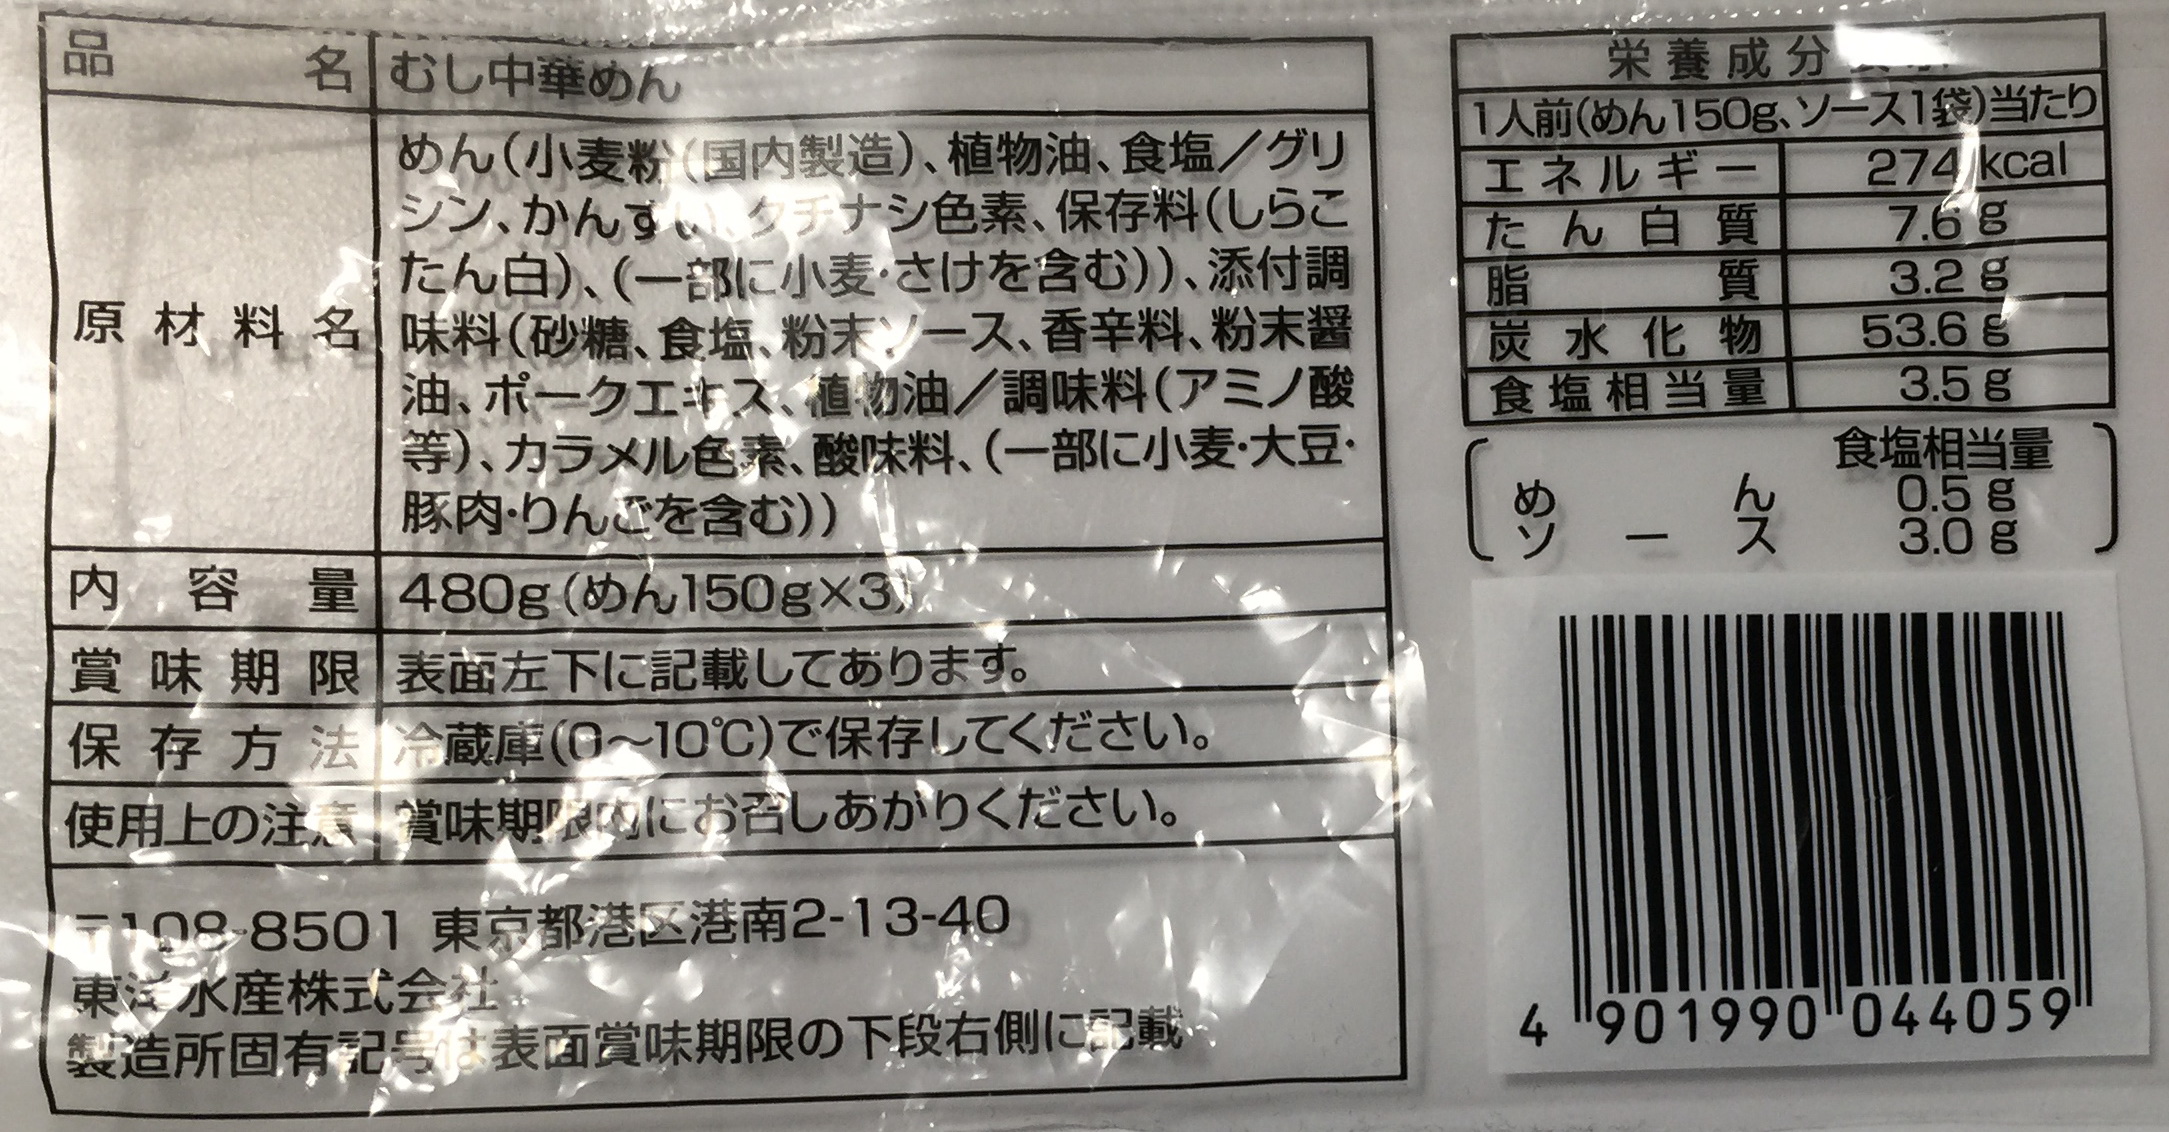 品名 むし中華めん
原材料名
めん(小麦粉(国内製造)、植物油、食塩／グリ
シン、かんすい、クチナシ色素、保存料(しらこ
たん白)、(一部に小麦・さけを含む))、添付調
味料(砂糖、食塩、粉末ソース、香辛料、粉末醤
油、ポークエキス、植物油／調味料(アミノ酸
等)、カラメル色素、酸味料、(一部に小麦・大豆・
豚肉・りんごを含む))
内容量 480g(めん150g×3)
賞味期限 表面左下に記載してあります。
保存方法 冷蔵庫(0〜10℃)で保存してください。
使用上の注意 賞味期限内にお召しあがりください。
〒108-8501 東京都港区港南2-13-40
東洋水産株式会社
製造所固有記号は表面賞味期限の下段右側に記載
栄養成分
1人前(めん150g、ソース1袋)当たり
エネルギー 274 kcal
たん白質 7.6 g
脂質 3.2 g
炭水化物 53.6 g
食塩相当量 3.5 g
食塩相当量
めん 0.5 g
ソース 3.0 g
4 901990 044059